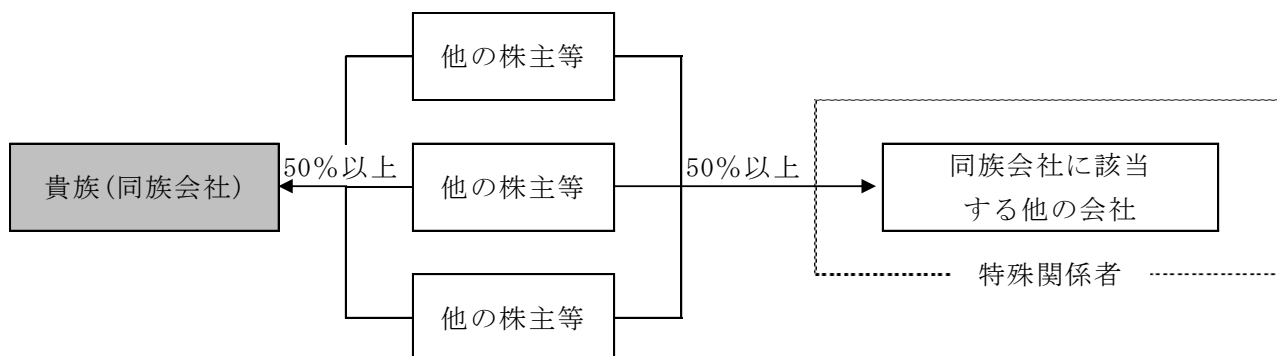 他の株主等
貴族(同族会社)
50%以上
他の株主等
50%以上
同族会社に該当
する他の会社
特殊関係者
他の株主等